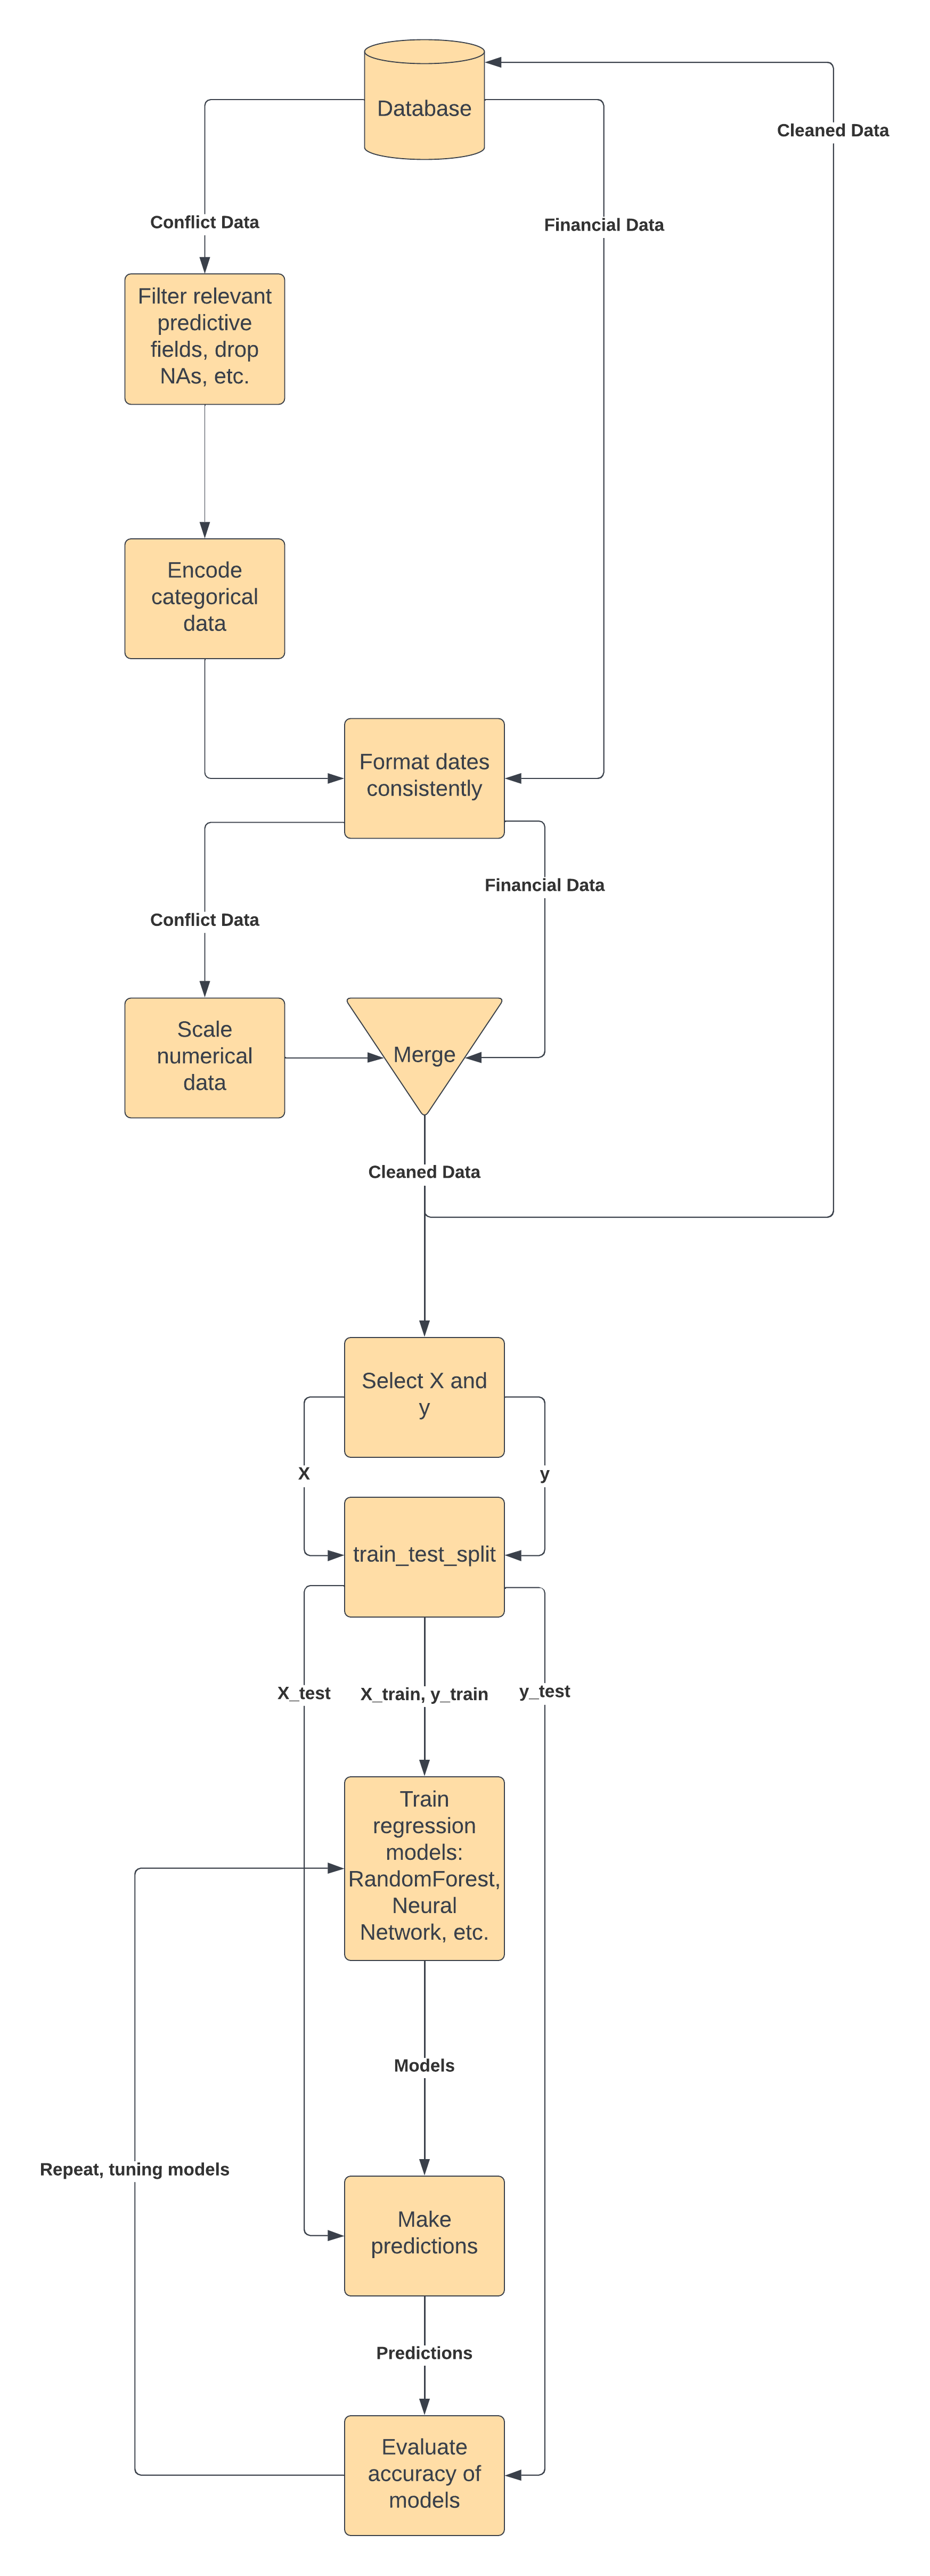 Database
Cleaned Data
Conflict Data
Financial Data
Filter relevant
predictive
fields, drop
NAs, etc.
Encode
categorical
data
Format dates
consistently
Financial Data
Conflict Data
Scale
numerical
data
Merge
Cleaned Data
Select X and
y
X
y
train_test_split
X_test
X_train, y_train
y_test
Train
regression
models:
RandomForest,
Neural
Network, etc.
Models
Repeat, tuning models
Make
predictions
Predictions
Evaluate
accuracy of
models